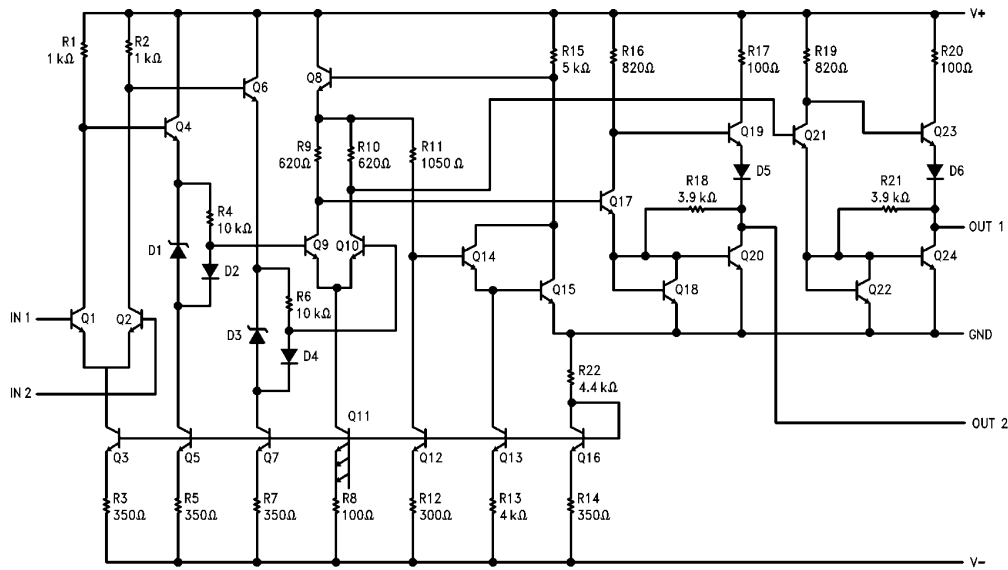 V+
R1
1 kΩ
R2
1 kΩ
Q4
Q6
Q8
R9
620Ω
R10
620Ω
R11
1050 Ω
R15
5 kΩ
R16
820Ω
R17
100Ω
R19
820Ω
R20
100Ω
Q19
Q21
Q23
D5
D6
R18
3.9 kΩ
R21
3.9 kΩ
Q17
R4
10 kΩ
D1
D2
Q9
Q10
Q14
Q15
Q20
OUT 1
Q24
Q18
Q22
R6
10 kΩ
D3
D4
IN 1
Q1
Q2
GND
IN 2
R22
4.4 kΩ
OUT 2
Q11
Q3
Q5
Q7
Q12
Q13
Q16
R3
350Ω
R5
350Ω
R7
350Ω
R8
100Ω
R12
300Ω
R13
4 kΩ
R14
350Ω
V−